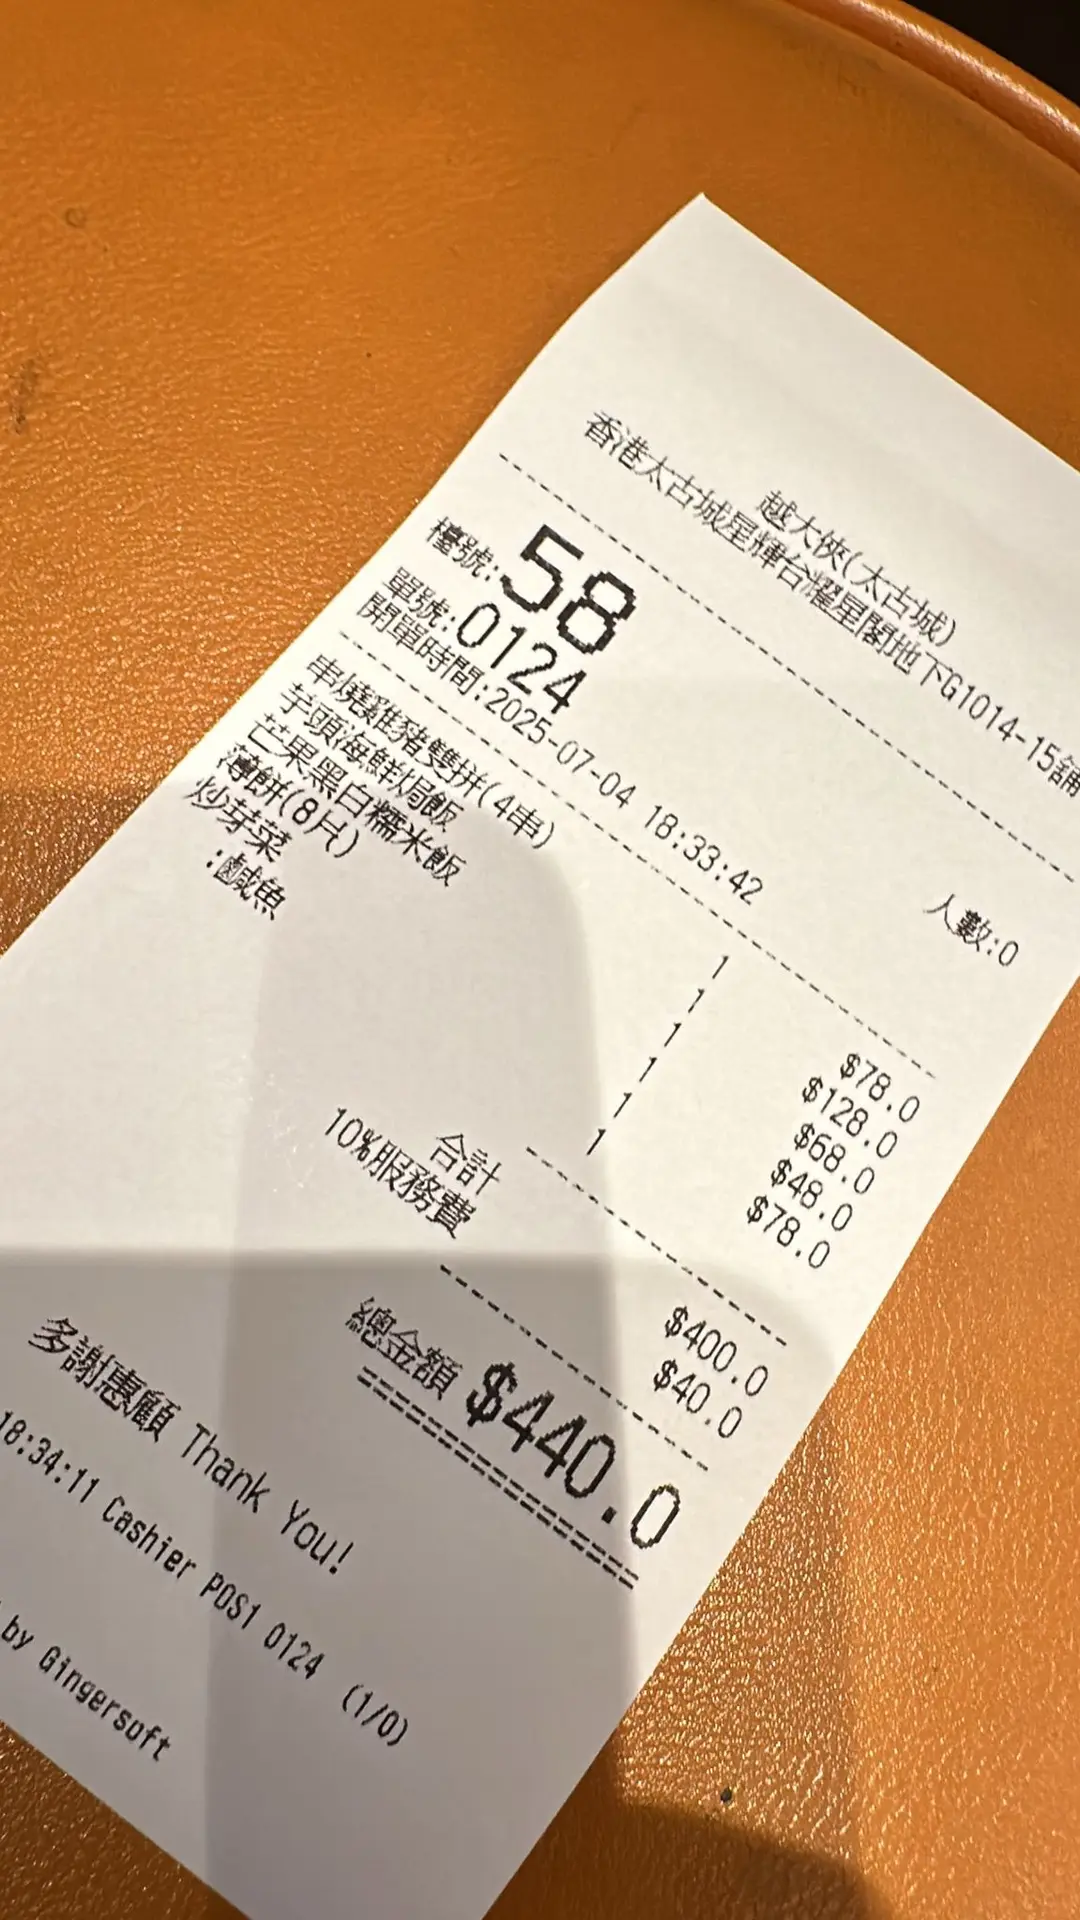 越大俠(太古城)
香港太古城星輝台耀星閣地下G1014-15舖
檯號:58
人數:0
單號:0124
開單時間:2025-07-04 18:33:42
串燒雞豬雙拼(4串) 1 $78.0
芋頭海鮮焗飯 1 $128.0
芒果黑白糯米飯 1 $68.0
薄餅(8片) 1 $48.0
炒芽菜 1 $78.0
:鹹魚 1
合計 $400.0
10%服務費 $40.0
總金額 $440.0
多謝惠顧 Thank You!
18:34:11 Cashier POS1 0124 (1/0)
by Gingersoft